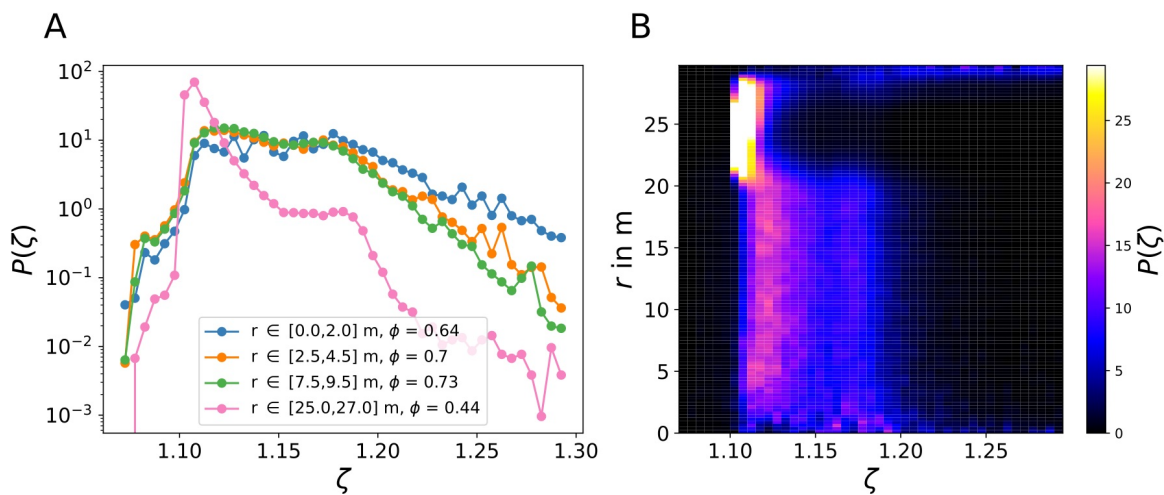 A
B
10²
10¹
10⁰
10⁻¹
10⁻²
10⁻³
P(ζ)
r ∈ [0.0,2.0] m, ϕ = 0.64
r ∈ [2.5,4.5] m, ϕ = 0.7
r ∈ [7.5,9.5] m, ϕ = 0.73
r ∈ [25.0,27.0] m, ϕ = 0.44
1.10 1.15 1.20 1.25 1.30
ζ
25
20
15
10
5
0
r in m
1.10 1.15 1.20 1.25
ζ
25
20
15
10
5
0
P(ζ)